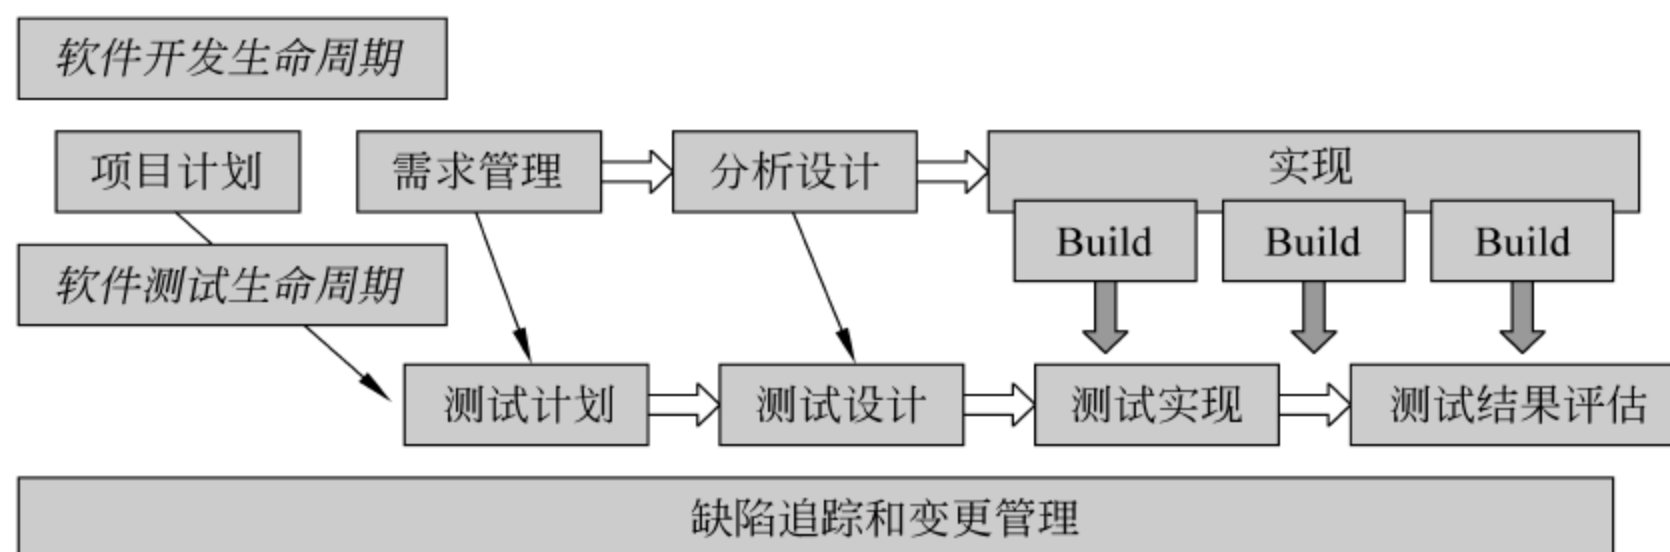 软件开发生命周期
项目计划
需求管理
分析设计
实现
Build
Build
Build
软件测试生命周期
测试计划
测试设计
测试实现
测试结果评估
缺陷追踪和变更管理